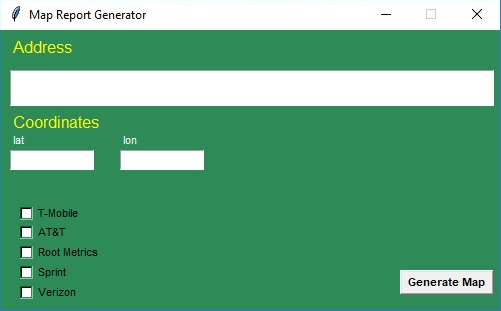 Map Report Generator
Address
Coordinates
lat lon
T-Mobile
AT&T
Root Metrics
Sprint
Verizon
Generate Map